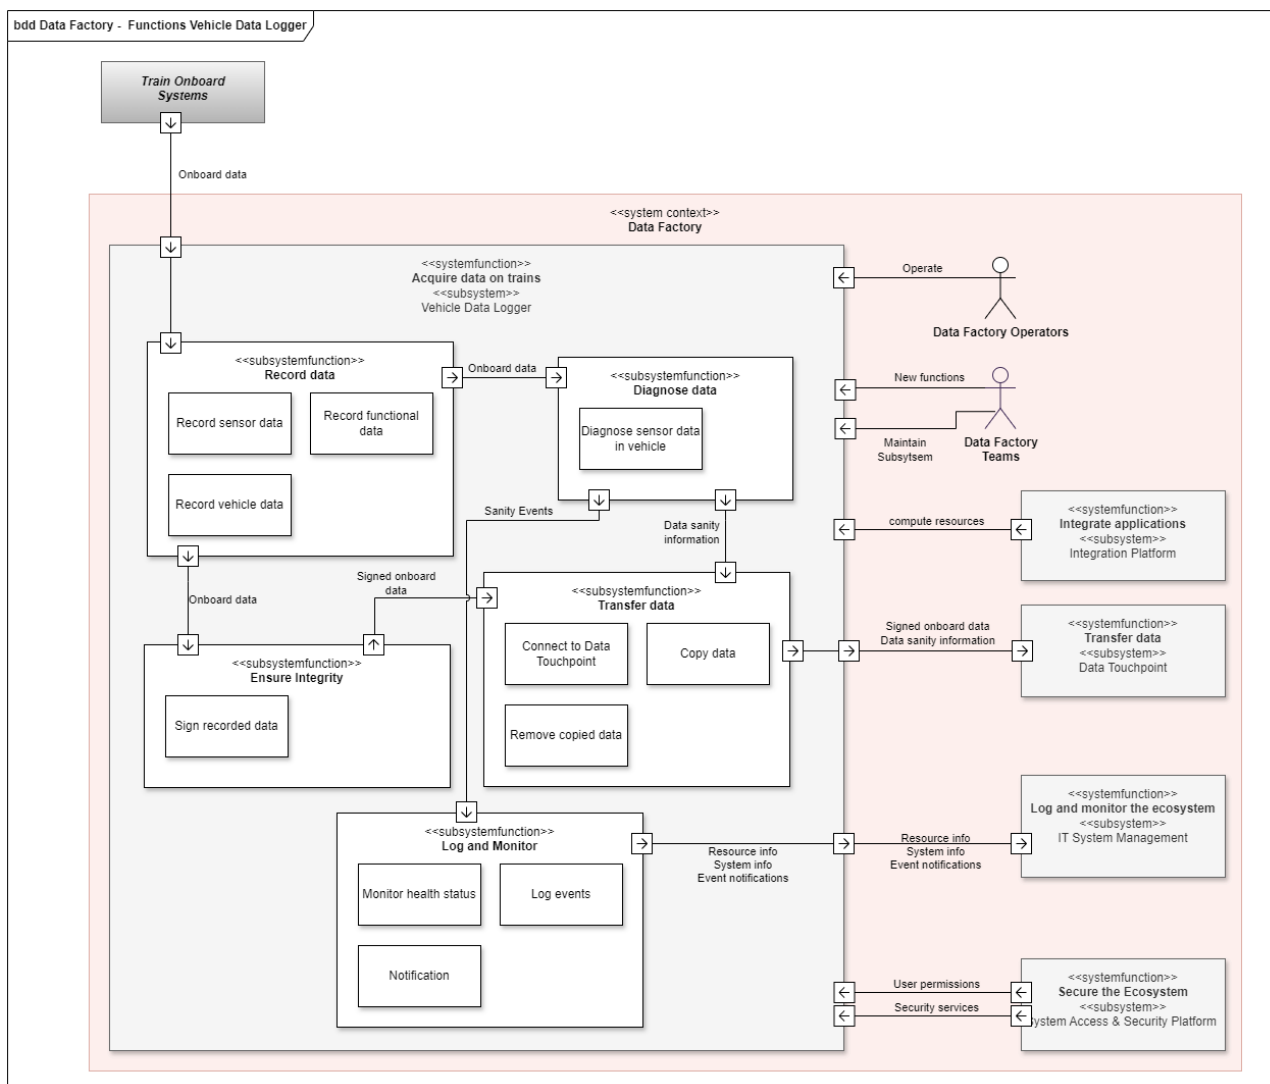 bdd Data Factory - Functions Vehicle Data Logger
Train Onboard
Systems
Onboard data
<<system context>>
Data Factory
<<systemfunction>>
Acquire data on trains
<<subsystem>>
Vehicle Data Logger
Operate
Data Factory Operators
<<subsystemfunction>>
Record data
Record sensor data
Record functional
data
Record vehicle data
Onboard data
<<subsystemfunction>>
Diagnose data
Diagnose sensor data
in vehicle
New functions
Maintain
Subsytsem
Data Factory
Teams
Sanity Events
Data sanity
information
compute resources
<<systemfunction>>
Integrate applications
<<subsystem>>
Integration Platform
Onboard data
Signed onboard
data
<<subsystemfunction>>
Ensure Integrity
Sign recorded data
<<subsystemfunction>>
Transfer data
Connect to Data
Touchpoint
Copy data
Remove copied data
Signed onboard data
Data sanity information
<<systemfunction>>
Transfer data
<<subsystem>>
Data Touchpoint
<<subsystemfunction>>
Log and Monitor
Monitor health status
Log events
Notification
Resource info
System info
Event notifications
Resource info
System info
Event notifications
<<systemfunction>>
Log and monitor the ecosystem
<<subsystem>>
IT System Management
User permissions
Security services
<<systemfunction>>
Secure the Ecosystem
<<subsystem>>
ystem Access & Security Platform